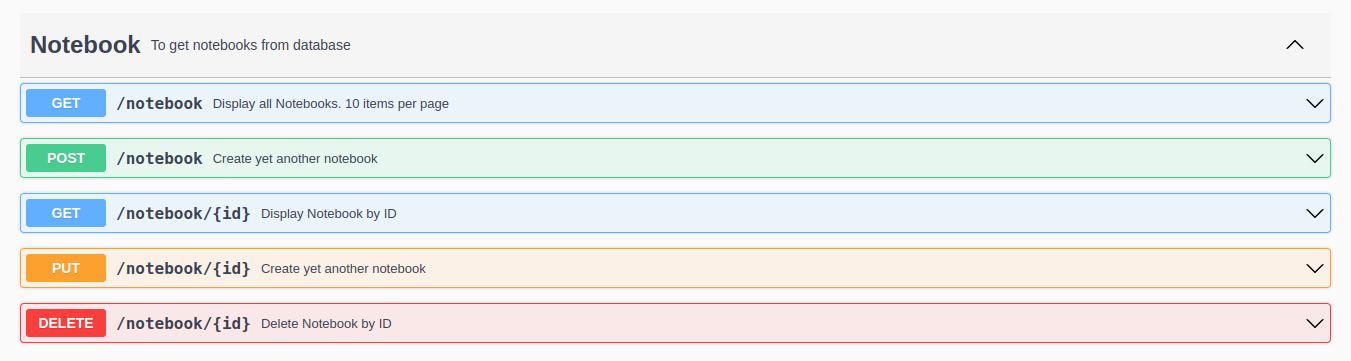 Notebook To get notebooks from database
GET /notebook Display all Notebooks. 10 items per page
POST /notebook Create yet another notebook
GET /notebook/{id} Display Notebook by ID
PUT /notebook/{id} Create yet another notebook
DELETE /notebook/{id} Delete Notebook by ID